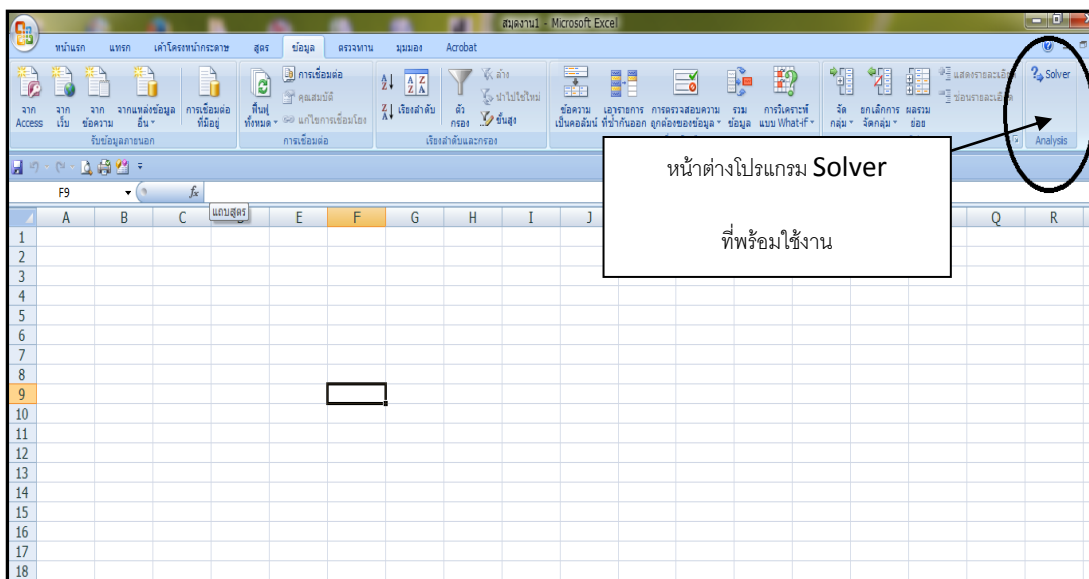 สมุดงาน1 - Microsoft Excel
หน้าแรก แทรก เค้าโครงหน้ากระดาษ สูตร ข้อมูล ตรวจทาน มุมมอง Acrobat
จาก Access
จาก เว็บ
จาก ข้อความ
จากแหล่งข้อมูล อื่น
การเชื่อมต่อ ที่มีอยู่
รับข้อมูลภายนอก
ฟื้นฟู ทั้งหมด
การเชื่อมต่อ
คุณสมบัติ
แก้ไขการเชื่อมโยง
การเชื่อมต่อ
เรียงลำดับ
ตัว กรอง
ล้าง
นำไปใช้ใหม่
ขั้นสูง
เรียงลำดับและกรอง
ข้อความ เป็นคอลัมน์
เอารายการ ที่ซ้ำกันออก
การตรวจสอบความ ถูกต้องของข้อมูล
รวม ข้อมูล
การวิเคราะห์ แบบ What-if
จัด กลุ่ม
ยกเลิกการ จัดกลุ่ม
ผลรวม ย่อย
แสดงรายละเอียด
ซ่อนรายละเอียด
Solver
Analysis
F9 fx
แถบสูตร
หน้าต่างโปรแกรม Solver
ที่พร้อมใช้งาน
A B C E F G H I J Q R
1
2
3
4
5
6
7
8
9
10
11
12
13
14
15
16
17
18